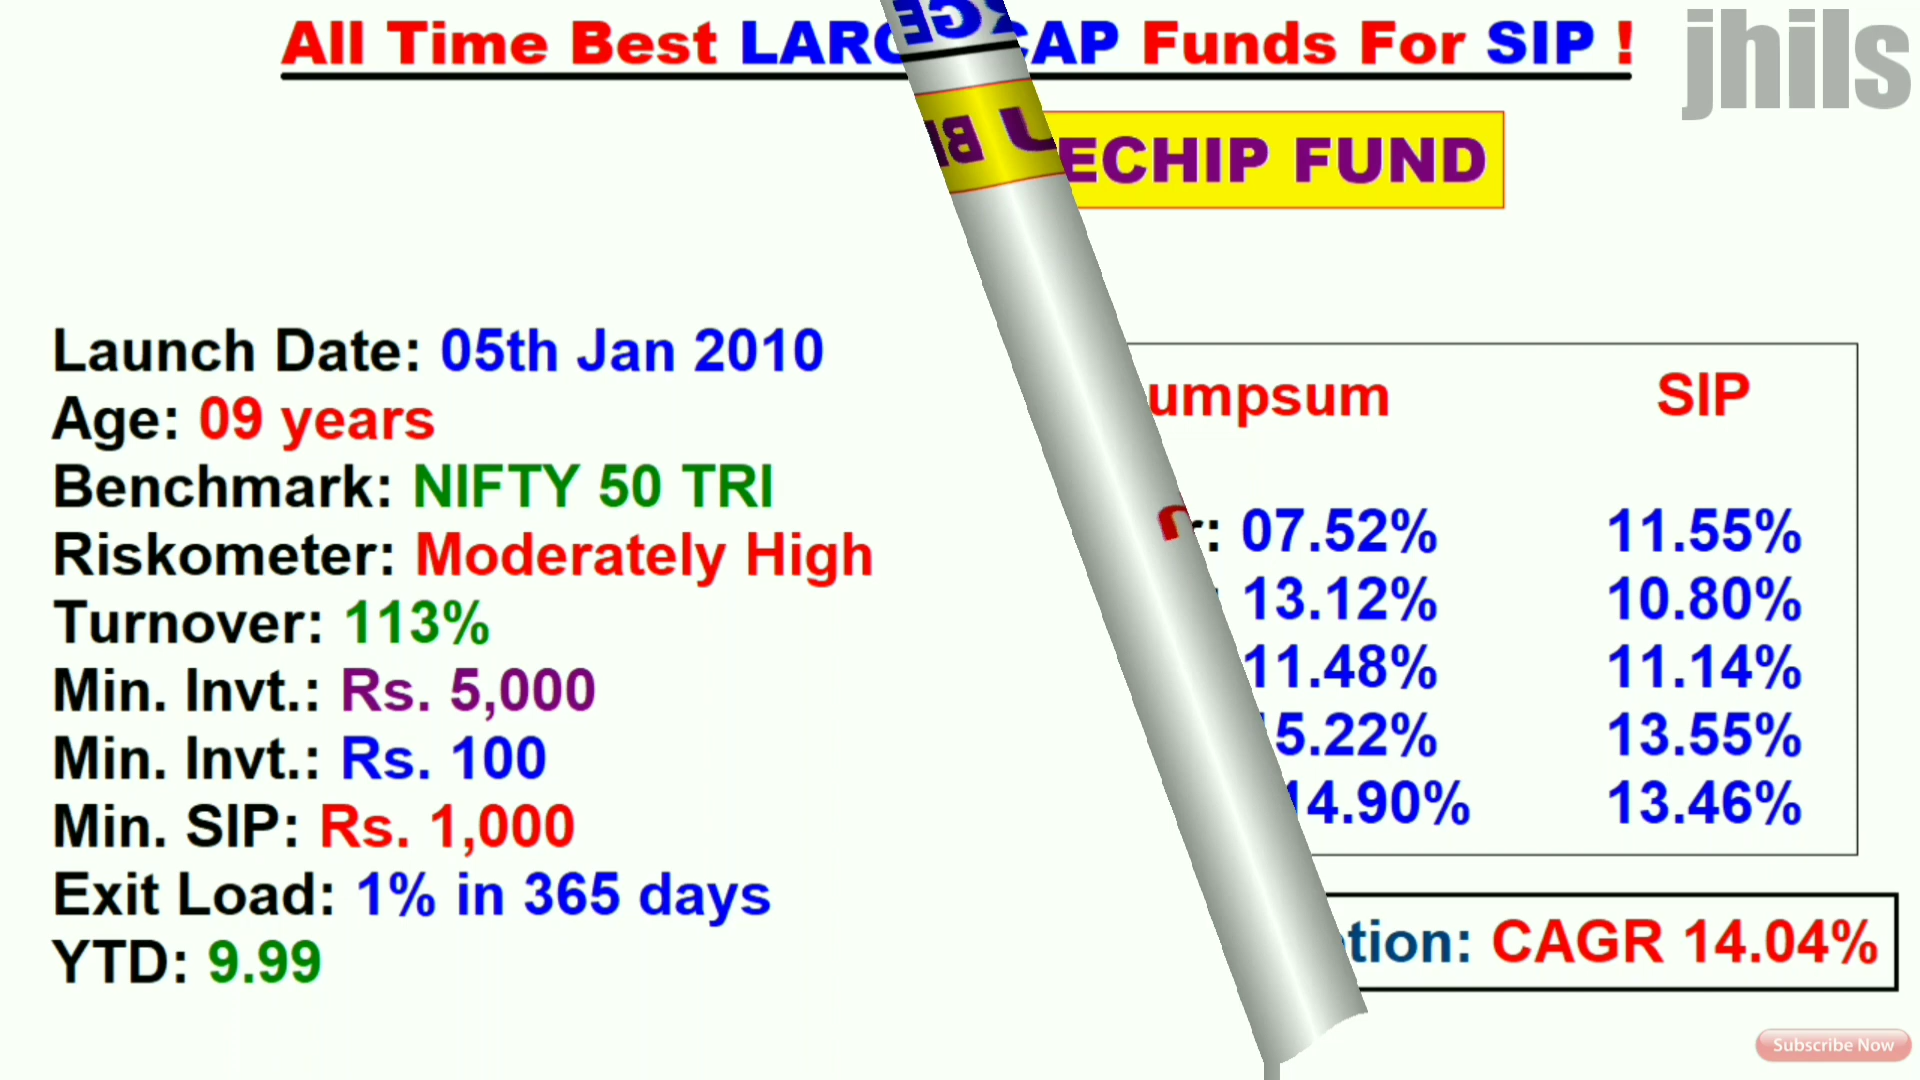 All Time Best LARGE CAP Funds For SIP !
jhils
ECHIP FUND
Launch Date: 05th Jan 2010
Age: 09 years
Benchmark: NIFTY 50 TRI
Riskometer: Moderately High
Turnover: 113%
Min. Invt.: Rs. 5,000
Min. Invt.: Rs. 100
Min. SIP: Rs. 1,000
Exit Load: 1% in 365 days
YTD: 9.99
umpsum SIP
r: 07.52% 11.55%
: 13.12% 10.80%
11.48% 11.14%
5.22% 13.55%
14.90% 13.46%
tion: CAGR 14.04%
Subscribe Now